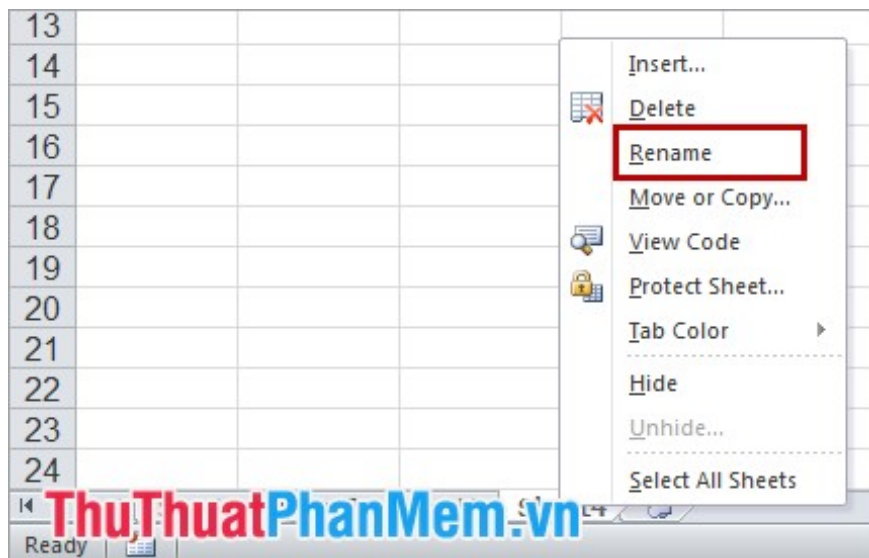 13
14
15
16
17
18
19
20
21
22
23
24
Insert...
Delete
Rename
Move or Copy...
View Code
Protect Sheet...
Tab Color
Hide
Unhide...
Select All Sheets
ThuThuatPhanMem.vn
Ready